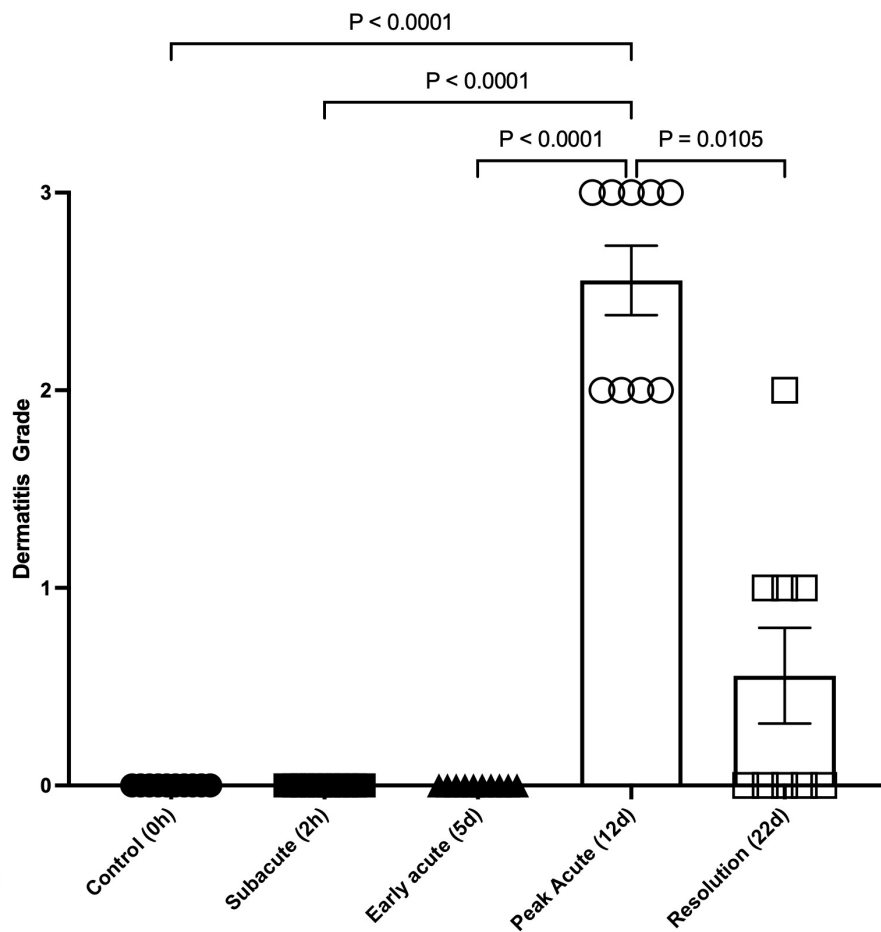 P < 0.0001
P < 0.0001
P < 0.0001
P = 0.0105
3
2
1
0
Dermatitis Grade
Control (0h)
Subacute (2h)
Early acute (5d)
Peak Acute (12d)
Resolution (22d)